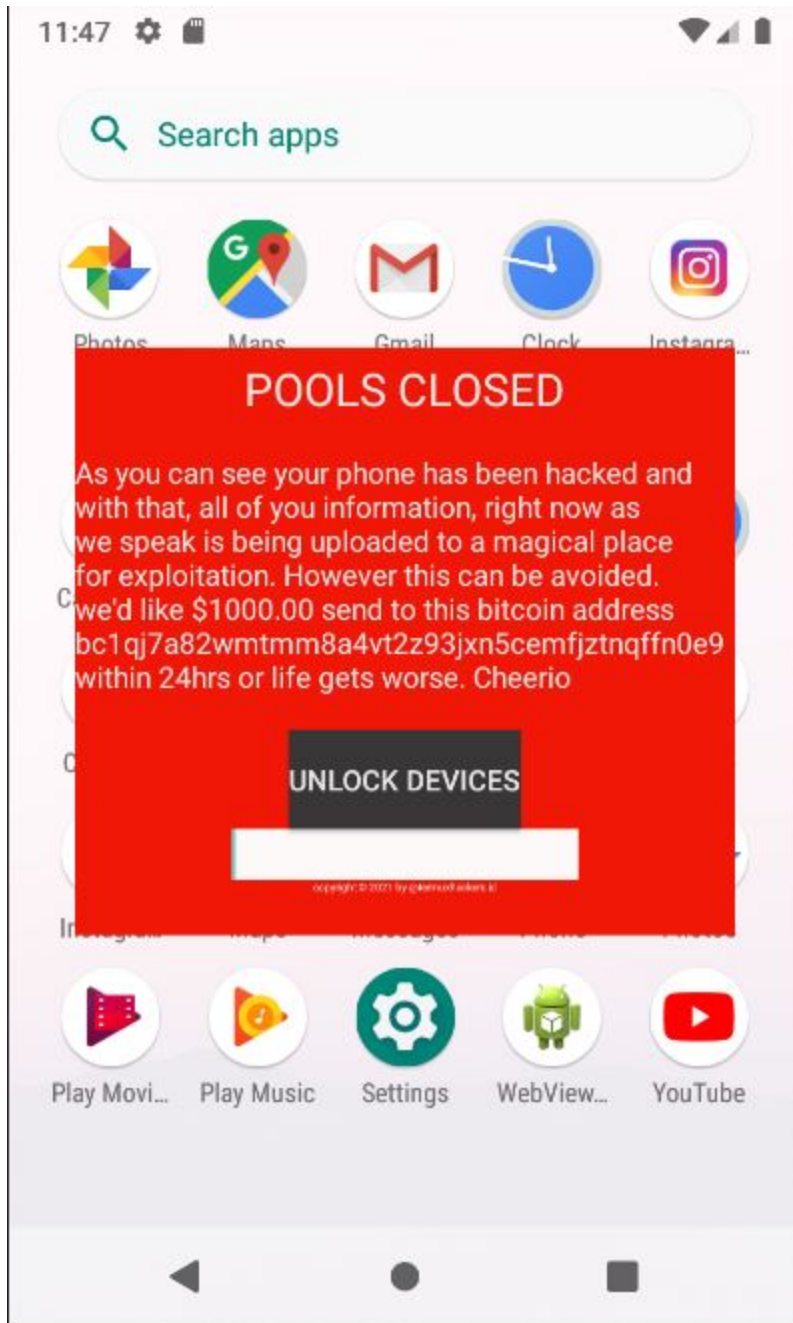 11:47
Search apps
Photos Maps Gmail Clock Instagra...
POOLS CLOSED
As you can see your phone has been hacked and
with that, all of you information, right now as
we speak is being uploaded to a magical place
for exploitation. However this can be avoided.
we'd like $1000.00 send to this bitcoin address
bc1qj7a82wmtmm8a4vt2z93jxn5cemfjztnqffn0e9
within 24hrs or life gets worse. Cheerio
UNLOCK DEVICES
copyright © 2021 by
Play Movi... Play Music Settings WebView... YouTube